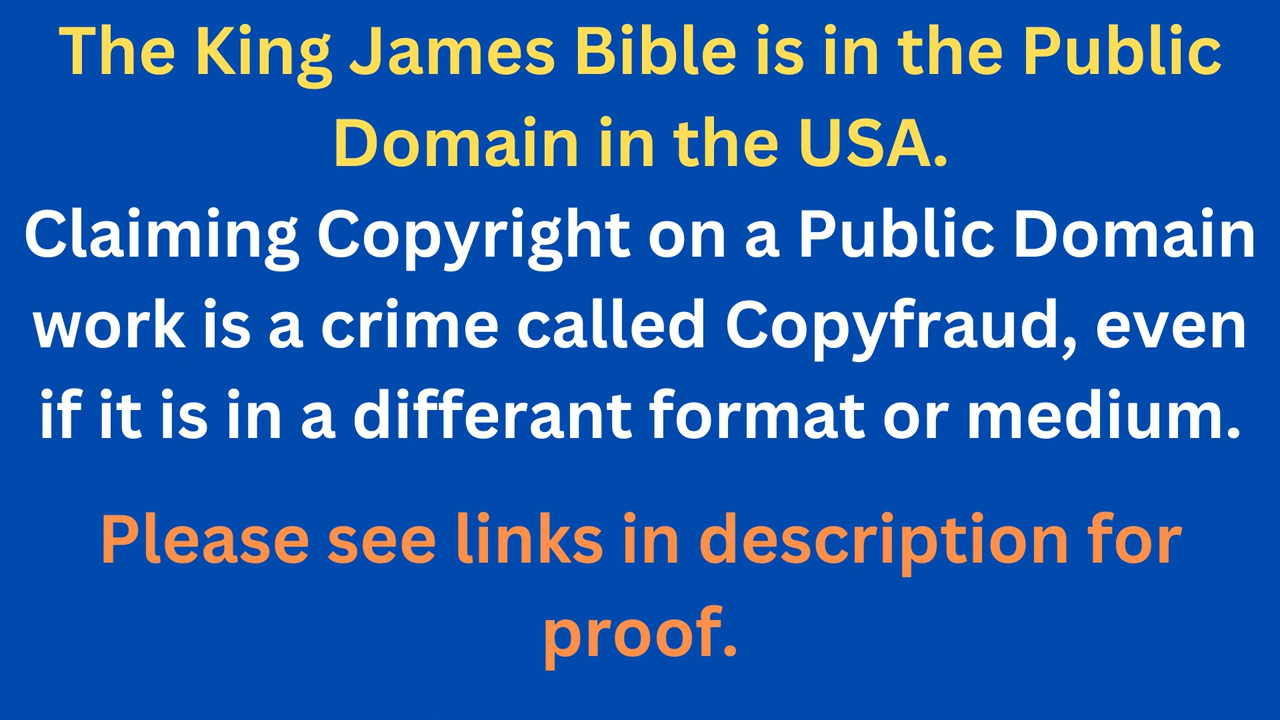 The King James Bible is in the Public
Domain in the USA.
Claiming Copyright on a Public Domain
work is a crime called Copyfraud, even
if it is in a differant format or medium.
Please see links in description for
proof.